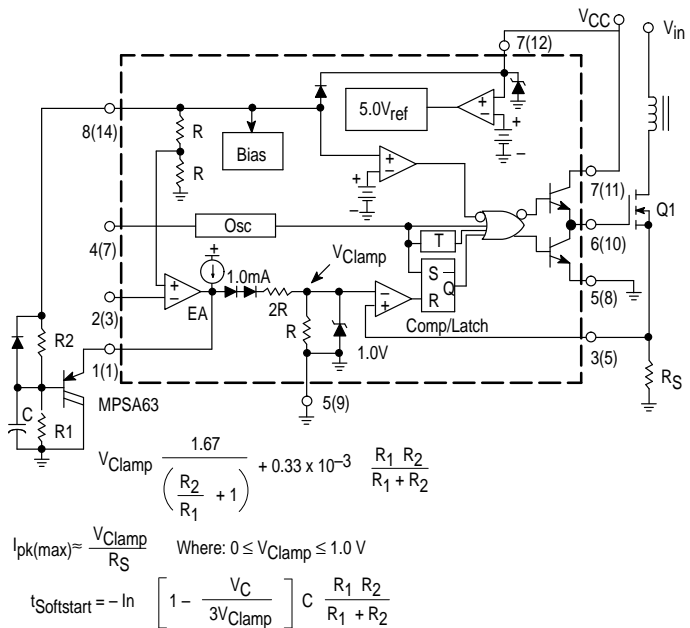 VCC
Vin
7(12)
5.0Vref
+
−
+
−
8(14)
R
Bias
R
+
−
+
−
7(11)
Q1
4(7)
Osc
T
6(10)
+
1.0mA
VClamp
S
Q
R
+
−
2R
−
+
5(8)
2(3)
EA
R
Comp/Latch
1.0V
3(5)
R2
1(1)
5(9)
RS
C
MPSA63
R1
VClamp 1.67 / (R2/R1 + 1) + 0.33 x 10−3 R1 R2 / R1 + R2
Ipk(max) ≈ VClamp / RS Where: 0 ≤ VClamp ≤ 1.0 V
tSoftstart = − In [1 - VC / 3VClamp] C R1 R2 / R1 + R2